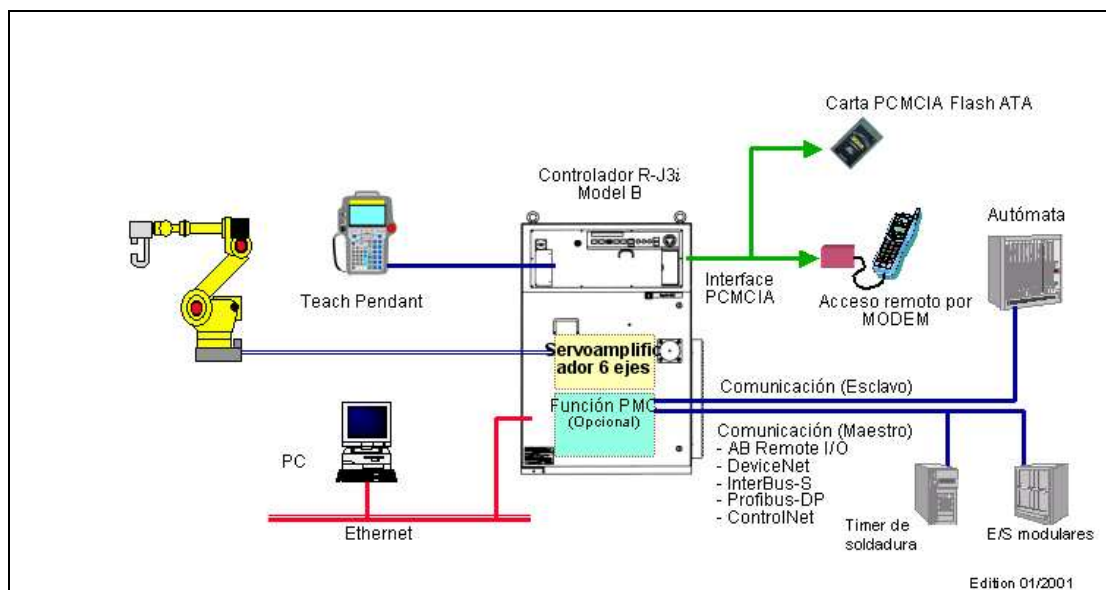 Carta PCMCIA Flash ATA
Controlador R-J3i
Model B
Autómata
Teach Pendant
Interface
PCMCIA
Acceso remoto por
MODEM
Servoamplific
ador 6 ejes
Comunicación (Esclavo)
Función PMC
(Opcional)
Comunicación (Maestro)
- AB Remote I/O
- DeviceNet
- InterBus-S
- Profibus-DP
- ControlNet
PC
Ethernet
Timer de
soldadura
E/S modulares
Edition 01/2001